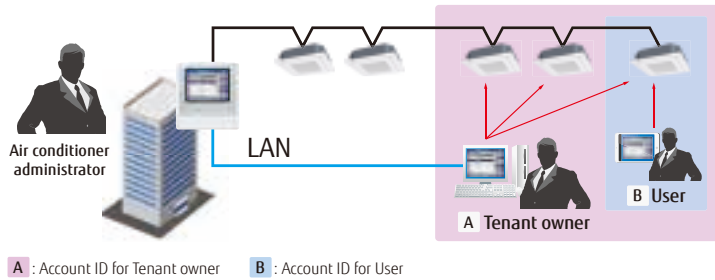 Air conditioner
administrator
LAN
A Tenant owner
B User
A : Account ID for Tenant owner
B : Account ID for User